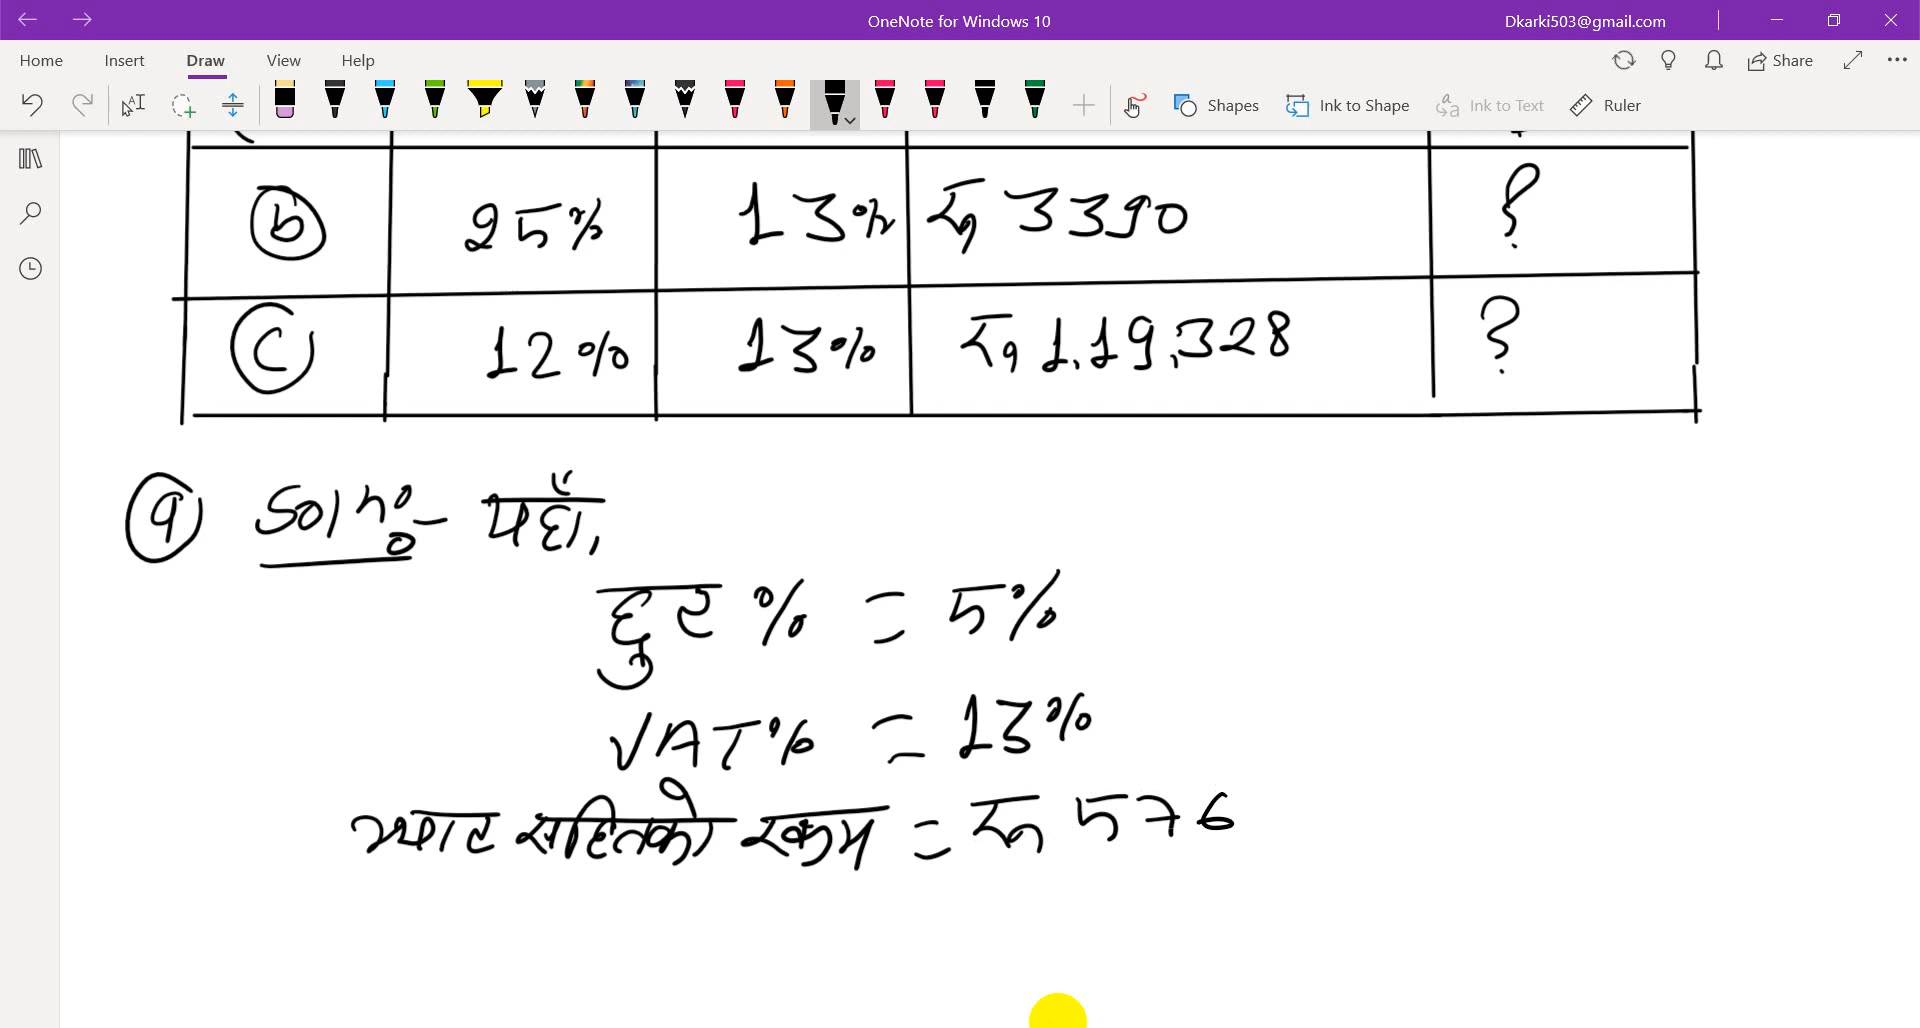 OneNote for Windows 10
Dkarki503@gmail.com
Home Insert Draw View Help
Share
Shapes Ink to Shape Ink to Text Ruler
b 25% 13% रू 3390 ?
c 12% 13% रू 1,19,328 ?
a Soln:- यहाँ,
छुट % = 5%
VAT% = 13%
भ्याट सहितको रकम = रू 576